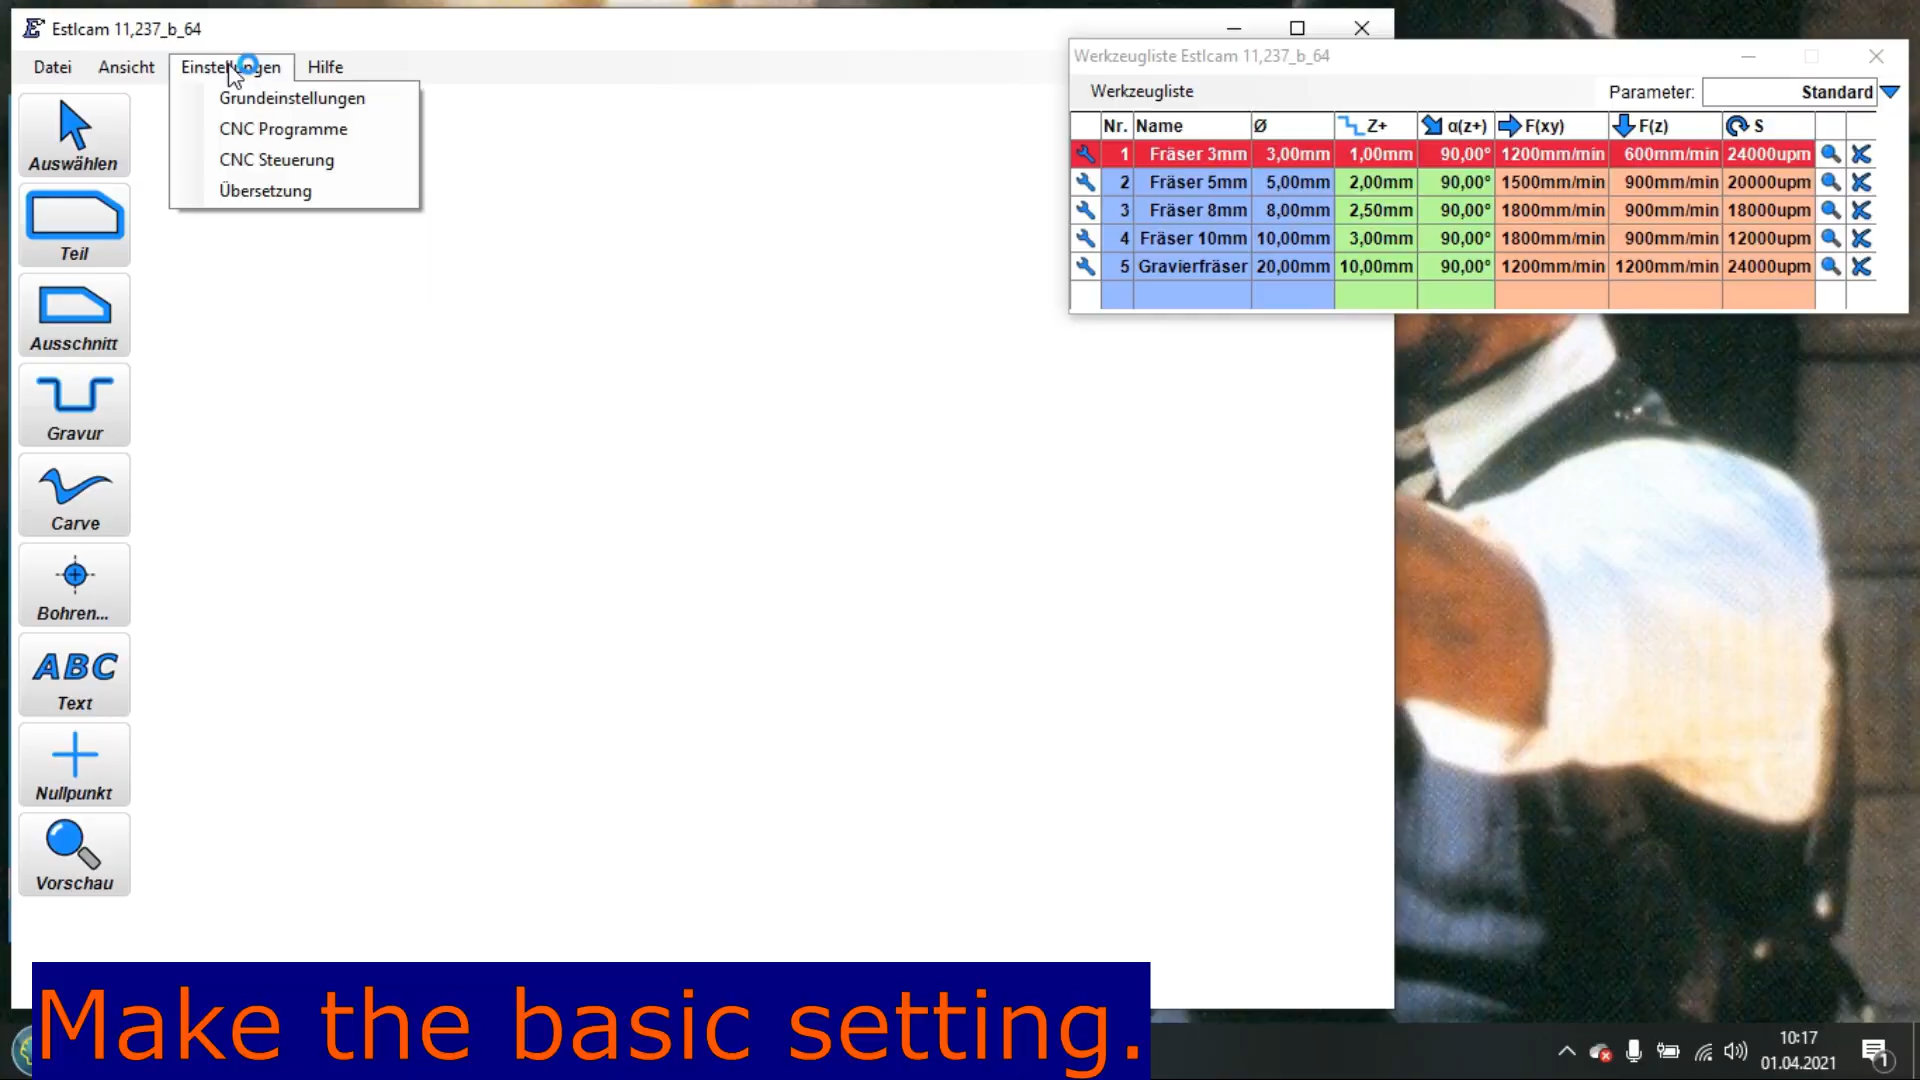 Estlcam 11,237_b_64
Datei Ansicht Einstellungen Hilfe
Grundeinstellungen
CNC Programme
CNC Steuerung
Übersetzung
Auswählen
Teil
Ausschnitt
Gravur
Carve
Bohren...
ABC
Text
Nullpunkt
Vorschau
Werkzeugliste Estlcam 11,237_b_64
Werkzeugliste Parameter: Standard
Nr. Name Ø Z+ α(z+) F(xy) F(z) S
1 Fräser 3mm 3,00mm 1,00mm 90,00° 1200mm/min 600mm/min 24000upm
2 Fräser 5mm 5,00mm 2,00mm 90,00° 1500mm/min 900mm/min 20000upm
3 Fräser 8mm 8,00mm 2,50mm 90,00° 1800mm/min 900mm/min 18000upm
4 Fräser 10mm 10,00mm 3,00mm 90,00° 1800mm/min 900mm/min 12000upm
5 Gravierfräser 20,00mm 10,00mm 90,00° 1200mm/min 1200mm/min 24000upm
Make the basic setting.
10:17
01.04.2021
1